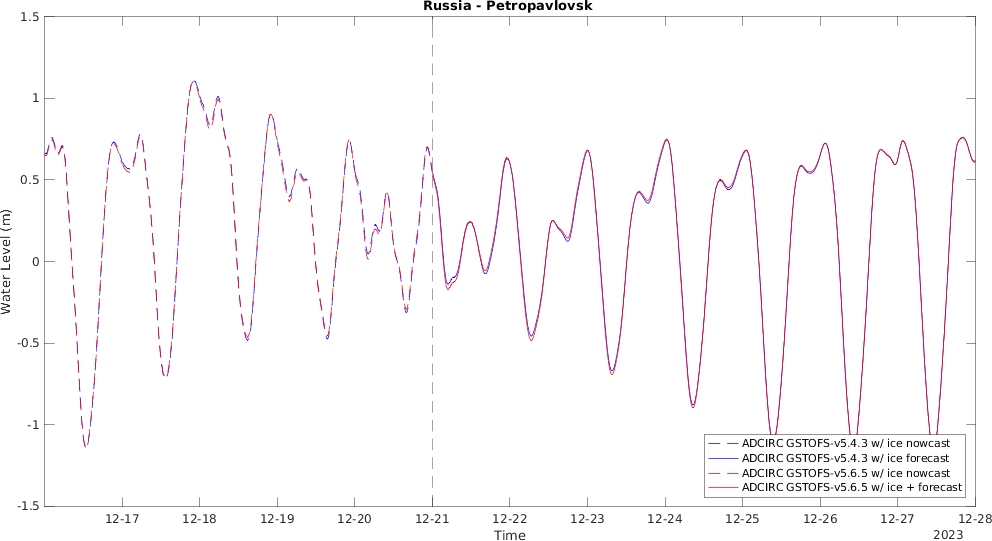 Russia - Petropavlovsk
1.5
1
0.5
0
-0.5
-1
-1.5
Water Level (m)
ADCIRC GSTOFS-v5.4.3 w/ ice nowcast
ADCIRC GSTOFS-v5.4.3 w/ ice forecast
ADCIRC GSTOFS-v5.6.5 w/ ice nowcast
ADCIRC GSTOFS-v5.6.5 w/ ice + forecast
12-17 12-18 12-19 12-20 12-21 12-22 12-23 12-24 12-25 12-26 12-27 12-28
Time
2023